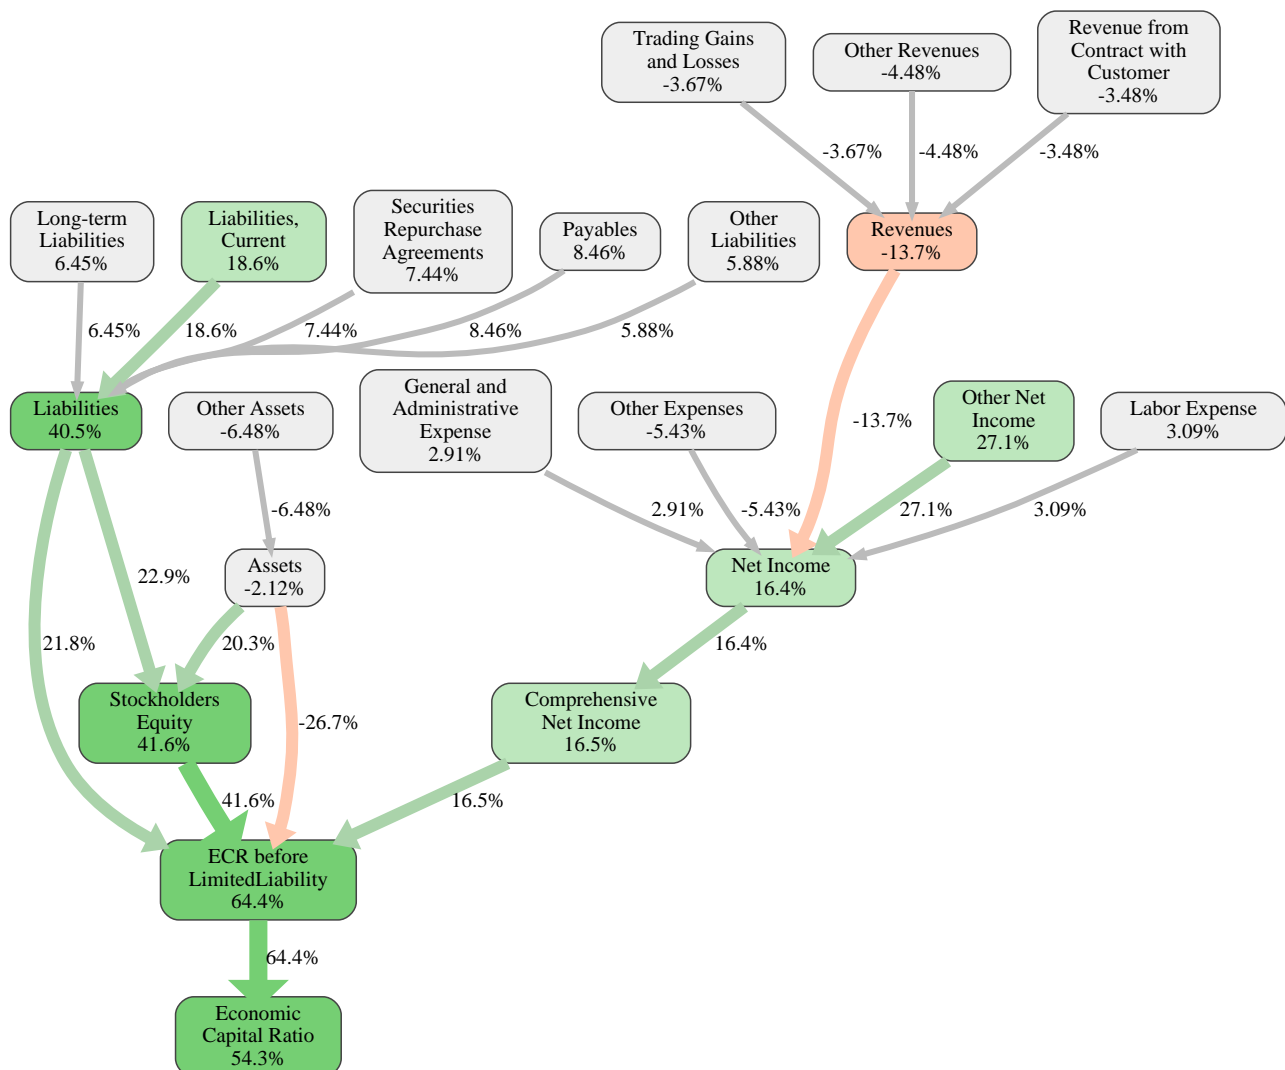 Trading Gains
and Losses
-3.67%
Other Revenues
-4.48%
Revenue from
Contract with
Customer
-3.48%
-3.67%
-4.48%
-3.48%
Long-term
Liabilities
6.45%
Liabilities,
Current
18.6%
Securities
Repurchase
Agreements
7.44%
Payables
8.46%
Other
Liabilities
5.88%
Revenues
-13.7%
6.45%
18.6%
7.44%
8.46%
5.88%
Liabilities
40.5%
Other Assets
-6.48%
General and
Administrative
Expense
2.91%
Other Expenses
-5.43%
-13.7%
Other Net
Income
27.1%
Labor Expense
3.09%
-6.48%
2.91%
-5.43%
27.1%
3.09%
22.9%
Assets
-2.12%
Net Income
16.4%
21.8%
20.3%
16.4%
Stockholders
Equity
41.6%
-26.7%
Comprehensive
Net Income
16.5%
41.6%
16.5%
ECR before
LimitedLiability
64.4%
64.4%
Economic
Capital Ratio
54.3%